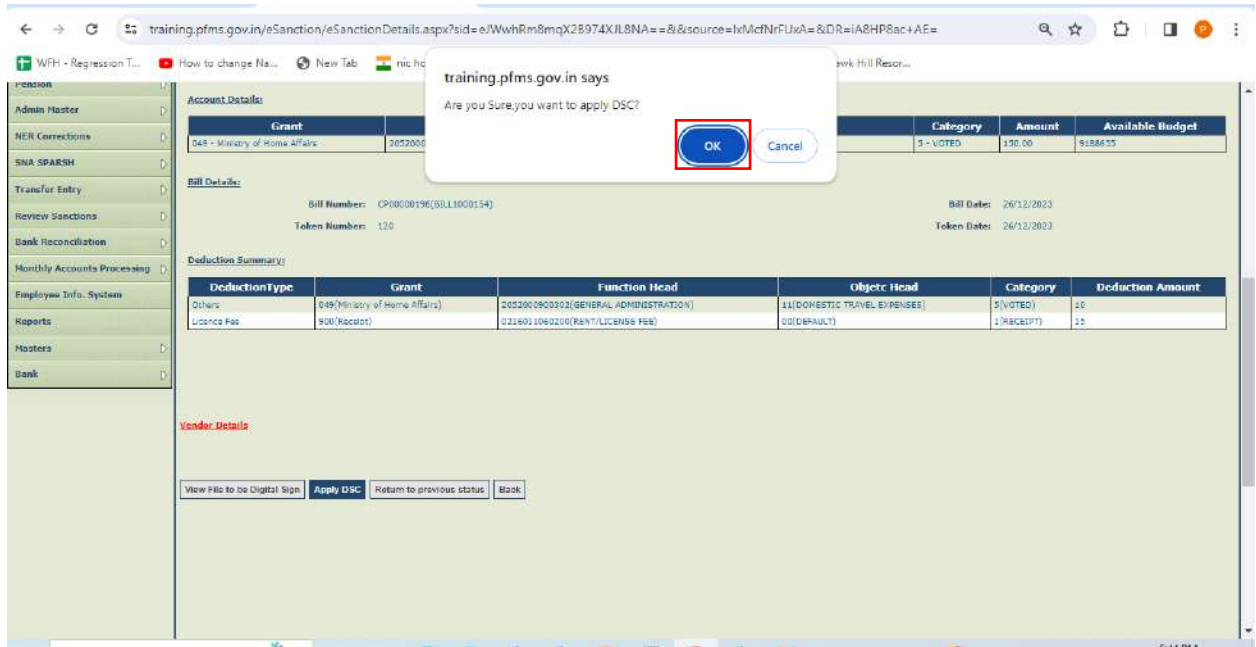 training.pfms.gov.in/eSanction/eSanctionDetails.aspx?sid=eJWwhRm8mqX2B974XJL8NA==&&source=lxMcfNrFUxA=&DR=iA8HP8ac+AE=
WFH - Regression T... How to change Na... New Tab nic ho awk Hill Resor...
training.pfms.gov.in says
Are you Sure,you want to apply DSC?
OK Cancel
Pension
Admin Master
NER Corrections
SNA SPARSH
Transfer Entry
Review Sanctions
Bank Reconciliation
Monthly Accounts Processing
Employee Info. System
Reports
Masters
Bank
Account Details:
Grant Category Amount Available Budget
049 - Ministry of Home Affairs 2052000 5 - VOTED 150.00 9188655
Bill Details:
Bill Number: CP00000196(BILL1000154) Bill Date: 26/12/2023
Token Number: 120 Token Date: 26/12/2023
Deduction Summary:
DeductionType Grant Function Head Objetc Head Category Deduction Amount
Others 049(Ministry of Home Affairs) 2052000900302(GENERAL ADMINISTRATION) 11(DOMESTIC TRAVEL EXPENSES) 5(VOTED) 10
Licence Fee 900(Receipt) 0216011060200(RENT/LICENSE FEE) 00(DEFAULT) 1(RECEIPT) 15
Vendor Details
View File to be Digital Sign Apply DSC Return to previous status Back